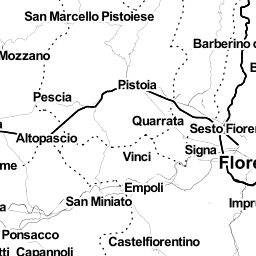 San Marcello Pistoiese
Barberino d
Mozzano
Pistoia
Pescia
Quarrata
Sesto Fioren
Altopascio
Signa
Vinci
Flore
me
Empoli
San Miniato
Impru
Ponsacco
Castelfiorentino
tti Capannoli